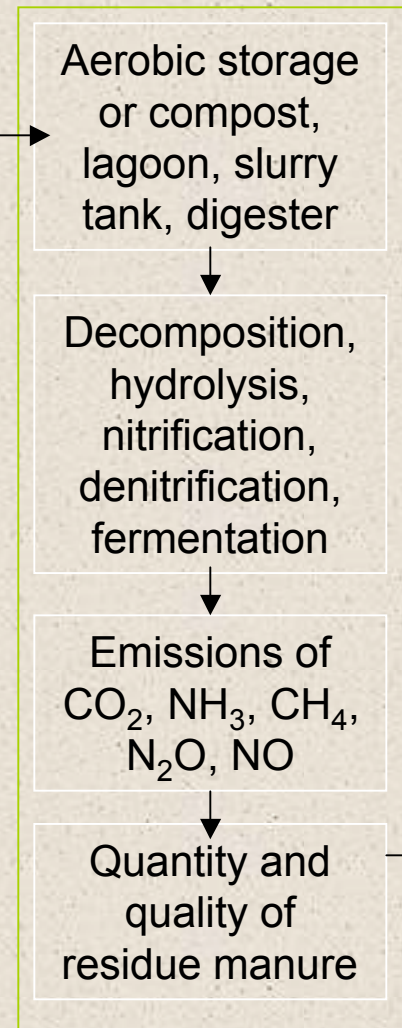 Aerobic storage
or compost,
lagoon, slurry
tank, digester
Decomposition,
hydrolysis,
nitrification,
denitrification,
fermentation
Emissions of
CO₂, NH₃, CH₄,
N₂O, NO
Quantity and
quality of
residue manure